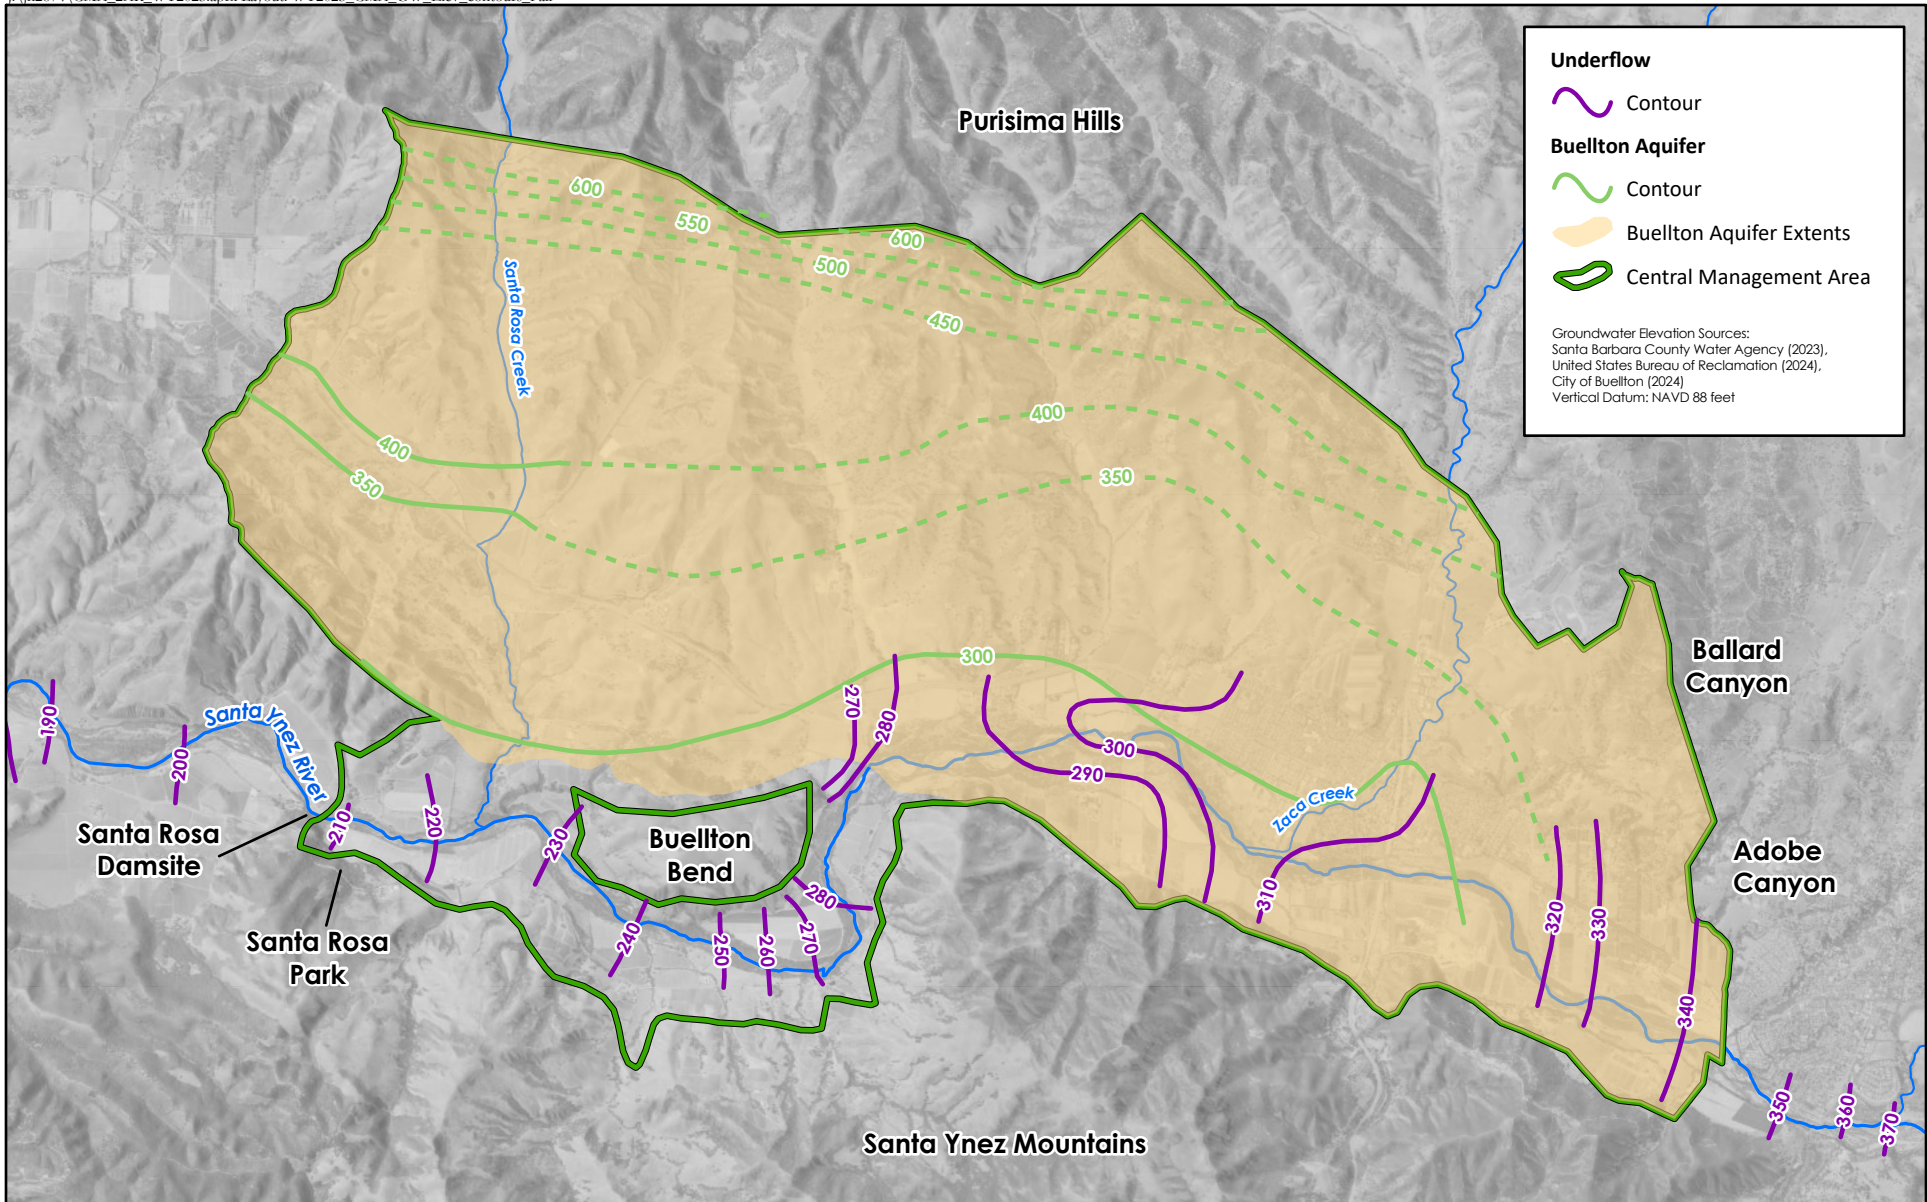 Purisima Hills
Underflow
Contour
Buellton Aquifer
Contour
Buellton Aquifer Extents
Central Management Area
Groundwater Elevation Sources:
Santa Barbara County Water Agency (2023),
United States Bureau of Reclamation (2024),
City of Buellton (2024)
Vertical Datum: NAVD 88 feet
600
550
600
500
450
Santa Rosa Creek
400
350
400
350
300
Ballard
Canyon
270
280
300
290
Zaca Creek
190
200
Santa Ynez River
210
220
230
Santa Rosa
Damsite
Buellton
Bend
Adobe
Canyon
280
310
320
330
Santa Rosa
Park
240
250
260
270
340
350
360
370
Santa Ynez Mountains